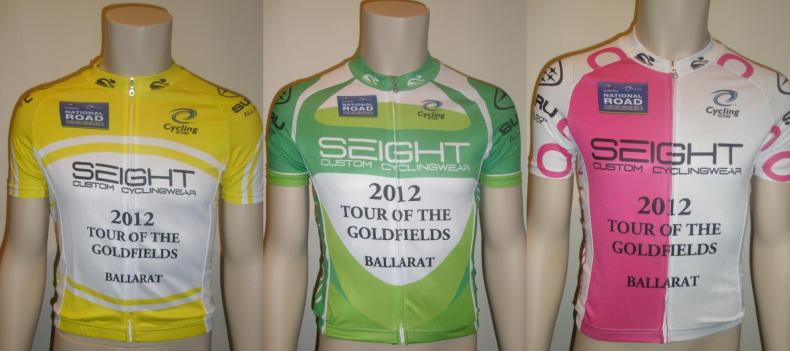 NATIONAL
ROAD
Cycling
SEIGHT
CUSTOM CYCLINGWEAR
2012
TOUR OF THE
GOLDFIELDS
BALLARAT
NATIONAL
ROAD
Cycling
SEIGHT
CUSTOM CYCLINGWEAR
2012
TOUR OF THE
GOLDFIELDS
BALLARAT
NATIONAL
ROAD
Cycling
SEIGHT
CUSTOM CYCLINGWEAR
2012
TOUR OF THE
GOLDFIELDS
BALLARAT